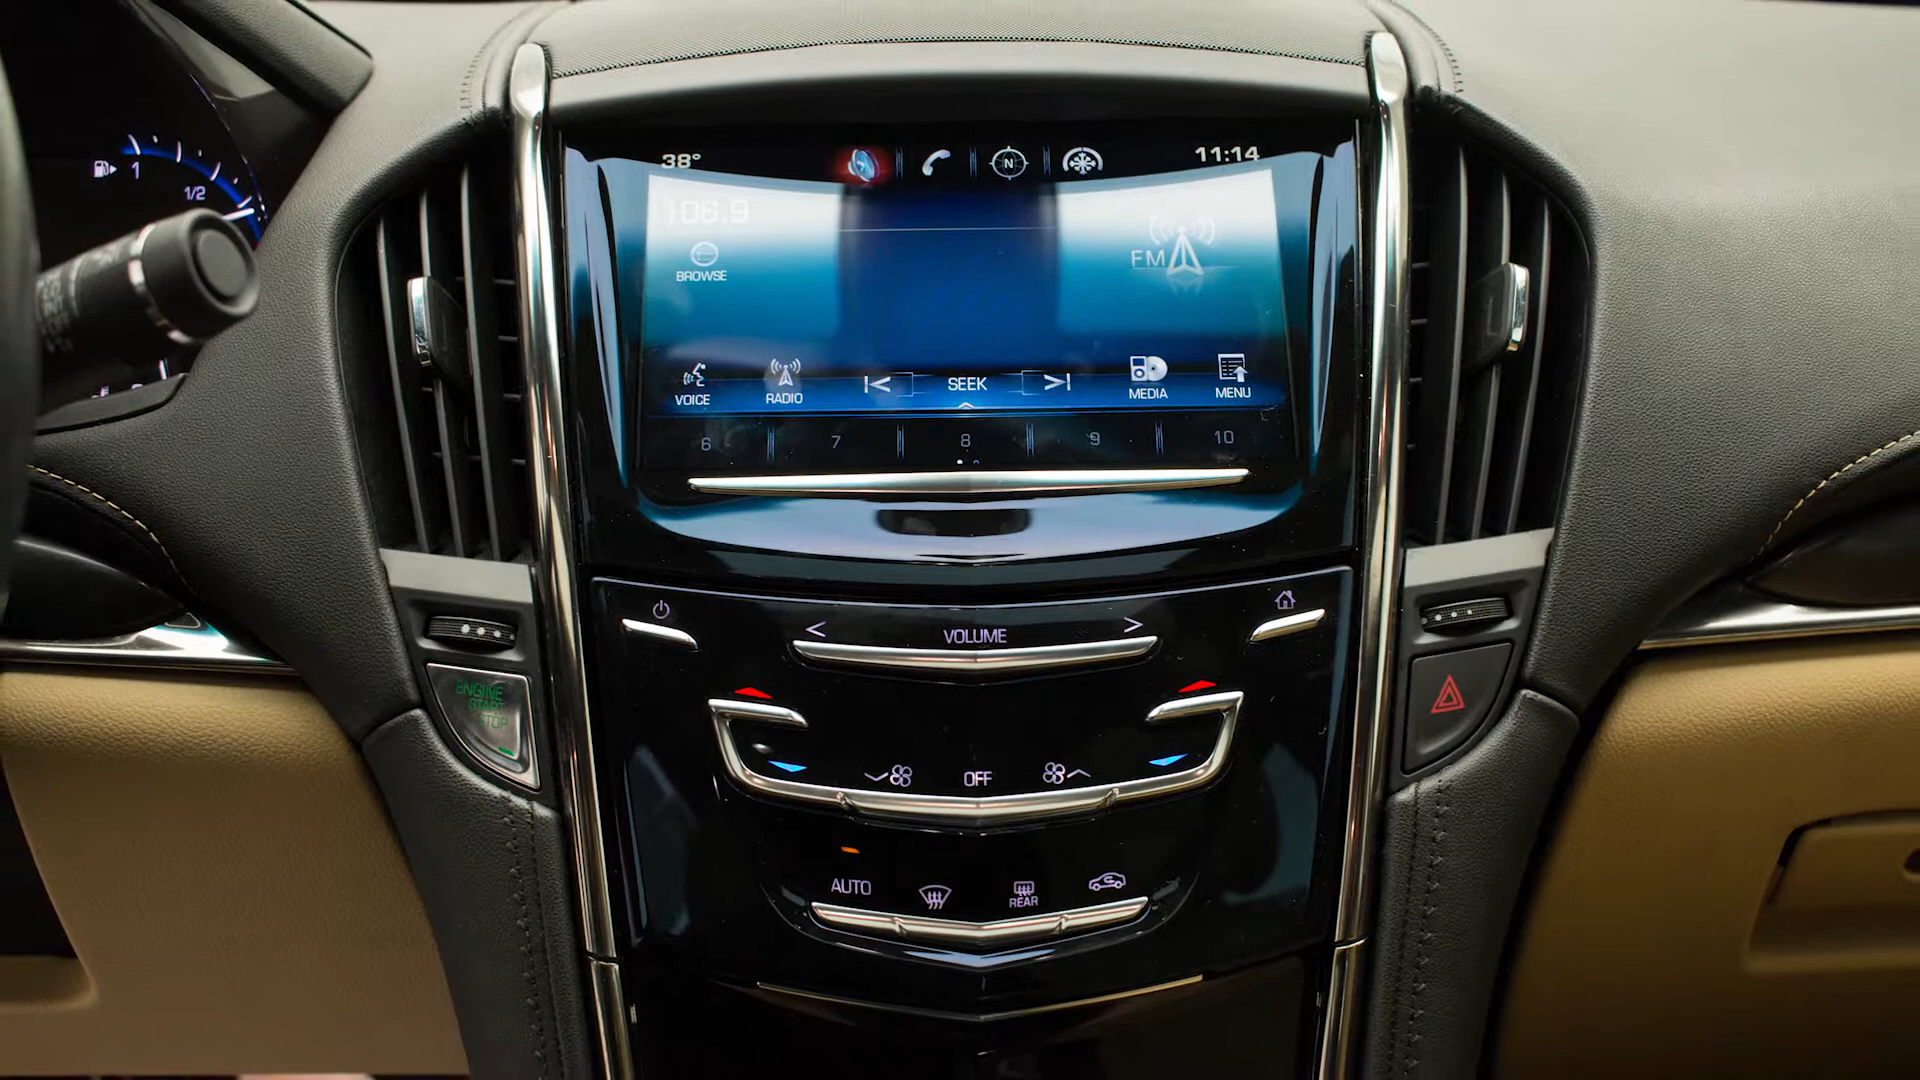 1
1/2
38°
N
11:14
106.9
FM
BROWSE
VOICE
RADIO
SEEK
MEDIA
MENU
6
7
8
9
10
< VOLUME >
ENGINE
START
STOP
OFF
AUTO
REAR